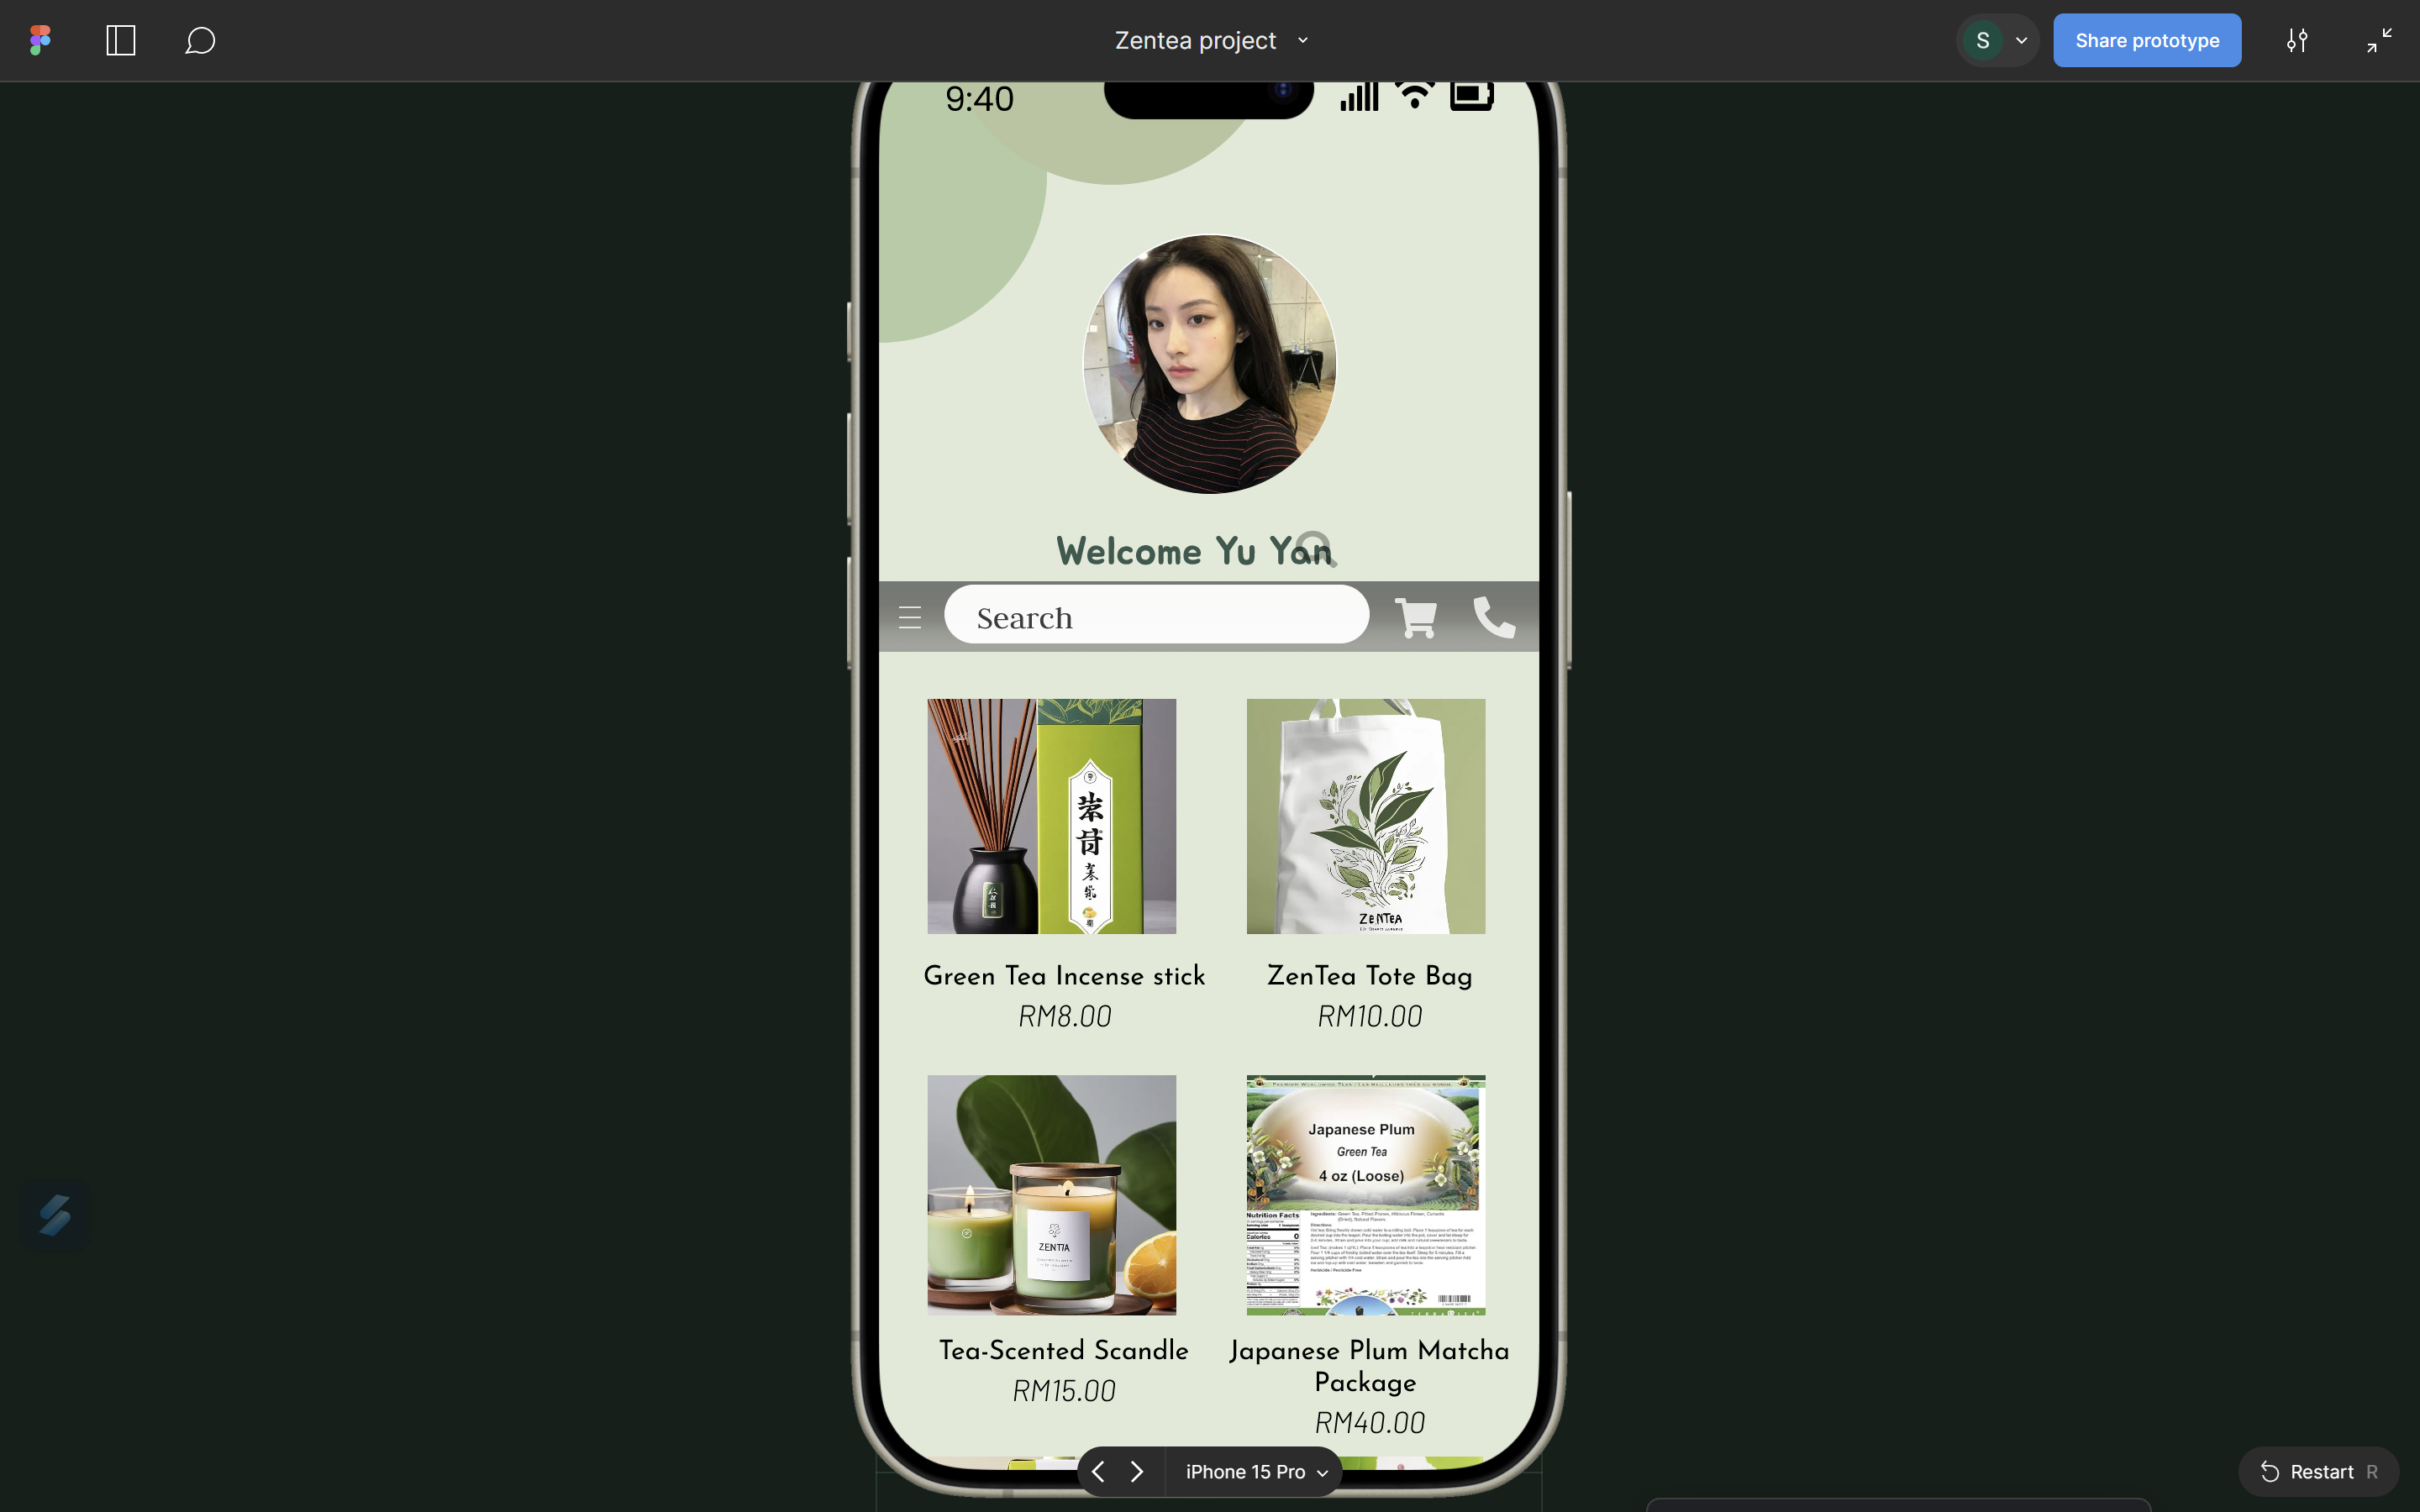 Zentea project
S
Share prototype
9:40
Welcome Yu Yan
Search
ZENTEA
Green Tea Incense stick
ZenTea Tote Bag
RM8.00
RM10.00
Japanese Plum
Green Tea
4 oz (Loose)
Nutrition Facts
Calories 0
ZENTIA
Tea-Scented Scandle
Japanese Plum Matcha
Package
RM15.00
RM40.00
iPhone 15 Pro
Restart R